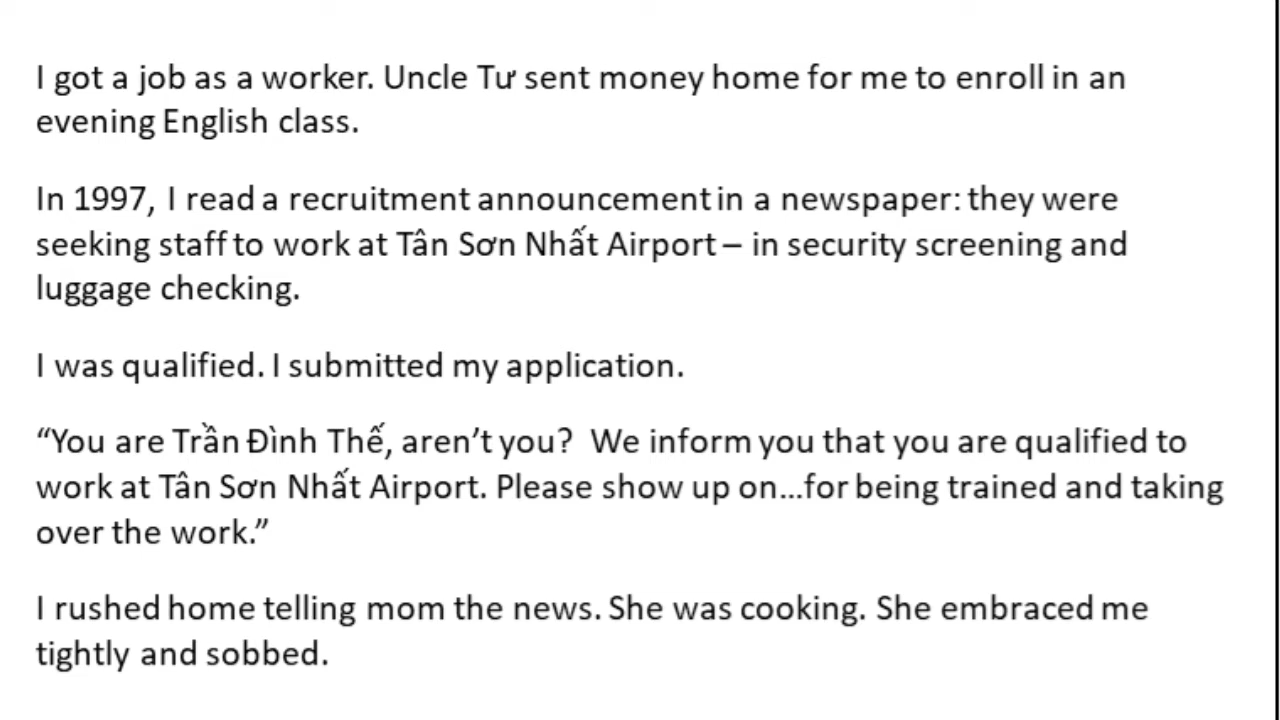 I got a job as a worker. Uncle Tư sent money home for me to enroll in an
evening English class.
In 1997, I read a recruitment announcement in a newspaper: they were
seeking staff to work at Tân Sơn Nhất Airport – in security screening and
luggage checking.
I was qualified. I submitted my application.
“You are Trần Đình Thế, aren’t you?  We inform you that you are qualified to
work at Tân Sơn Nhất Airport. Please show up on...for being trained and taking
over the work.”
I rushed home telling mom the news. She was cooking. She embraced me
tightly and sobbed.